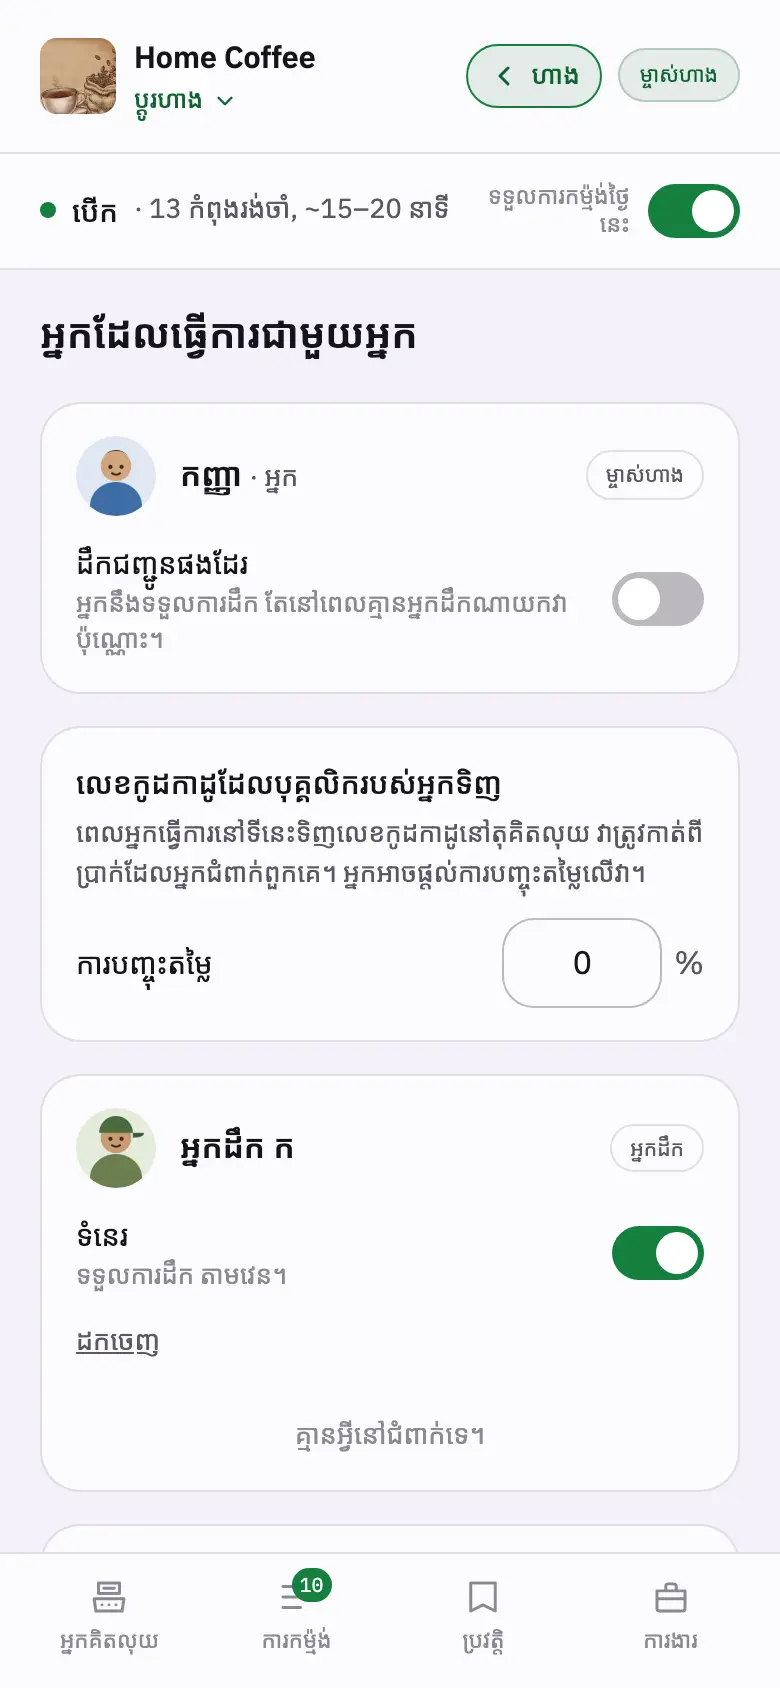 Home Coffee
ប្ដូរហាង
ហាង
ម្ចាស់ហាង
បើក · 13 កំពុងរង់ចាំ, ~15–20 នាទី
ទទួលការកម្ម៉ង់ថ្ងៃ
នេះ
អ្នកដែលធ្វើការជាមួយអ្នក
កញ្ញា · អ្នក
ម្ចាស់ហាង
ដឹកជញ្ជូនផងដែរ
អ្នកនឹងទទួលការដឹក តែនៅពេលគ្មានអ្នកដឹកណាយកវា
ប៉ុណ្ណោះ។
លេខកូដកាដូដែលបុគ្គលិករបស់អ្នកទិញ
ពេលអ្នកធ្វើការនៅទីនេះទិញលេខកូដកាដូនៅតុគិតលុយ វាត្រូវកាត់ពី
ប្រាក់ដែលអ្នកជំពាក់ពួកគេ។ អ្នកអាចផ្ដល់ការបញ្ចុះតម្លៃលើវា។
ការបញ្ចុះតម្លៃ
0 %
អ្នកដឹក ក
អ្នកដឹក
ទំនេរ
ទទួលការដឹក តាមវេន។
ដកចេញ
គ្មានអ្វីនៅជំពាក់ទេ។
10
អ្នកគិតលុយ
ការកម្ម៉ង់
ប្រវត្តិ
ការងារ